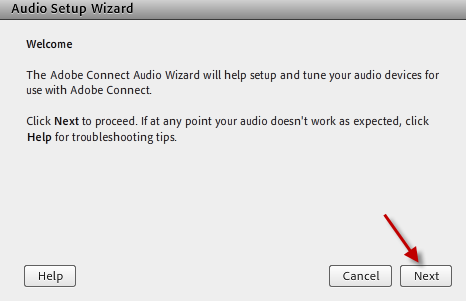 Audio Setup Wizard
Welcome
The Adobe Connect Audio Wizard will help setup and tune your audio devices for
use with Adobe Connect.
Click Next to proceed. If at any point your audio doesn't work as expected, click
Help for troubleshooting tips.
Help Cancel Next